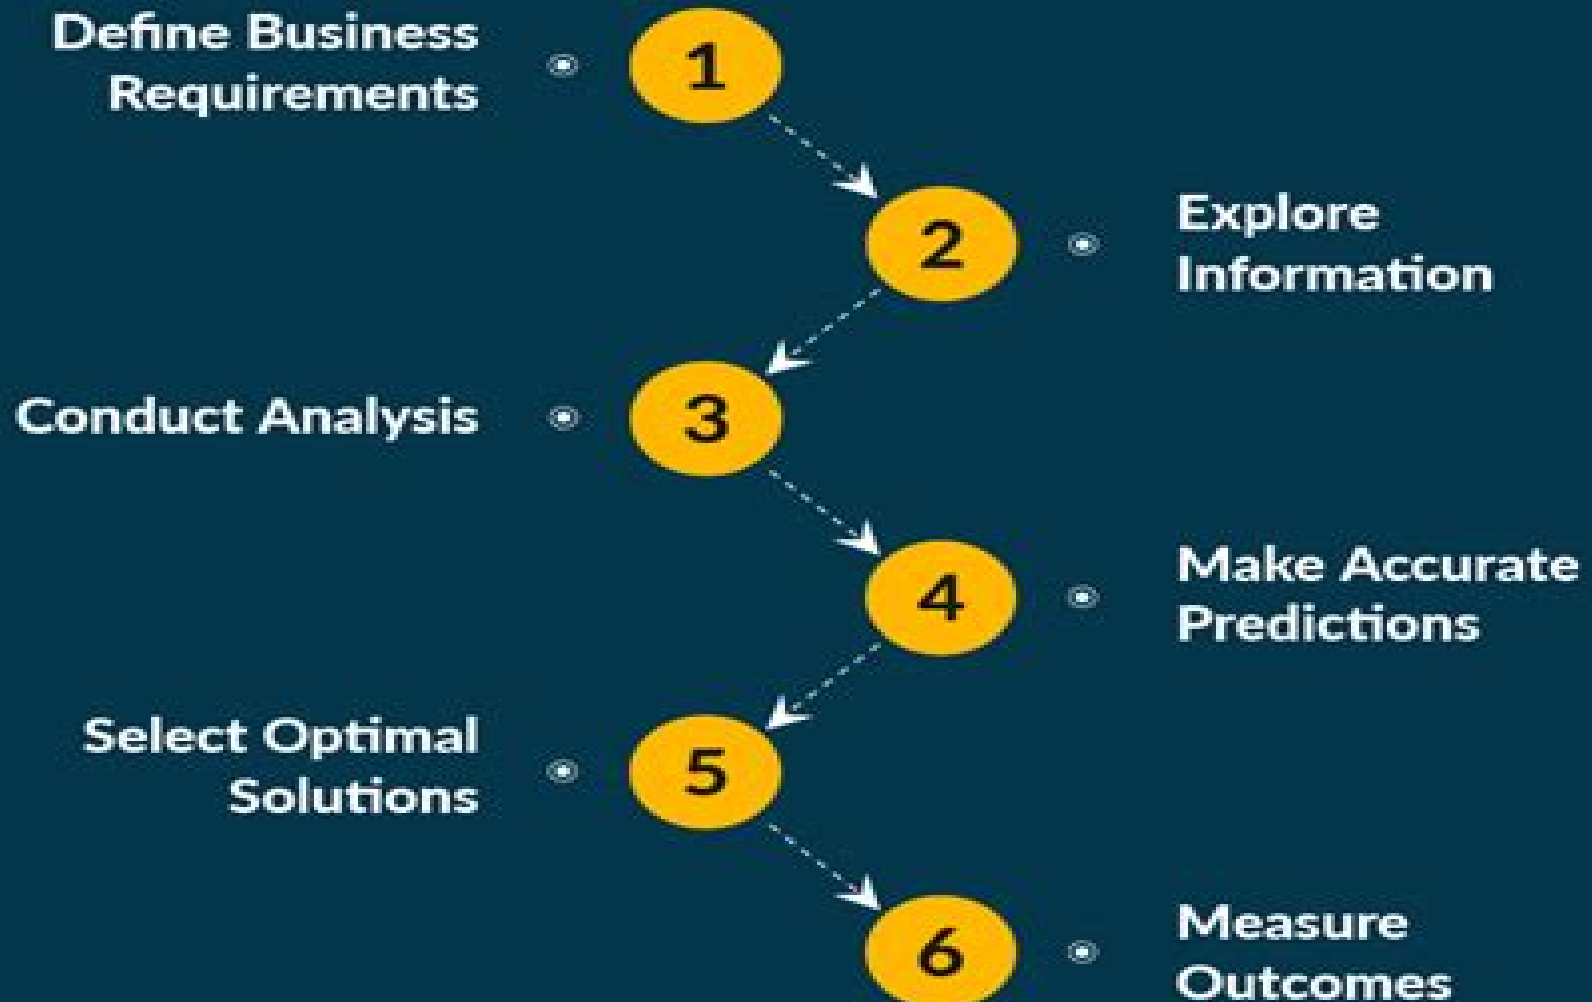 Define Business
Requirements
1
2
Explore
Information
Conduct Analysis
3
4
Make Accurate
Predictions
Select Optimal
Solutions
5
6
Measure
Outcomes